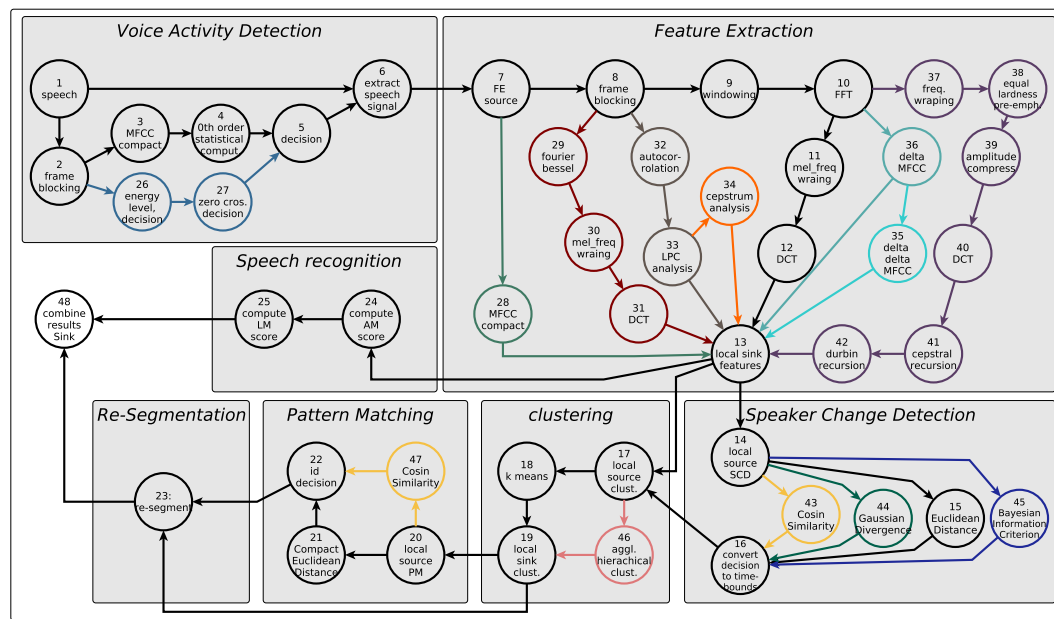 Voice Activity Detection
1
speech
2
frame
blocking
3
MFCC
compact
4
0th order
statistical
comput.
5
decision
6
extract
speech
signal
26
energy
level,
decision
27
zero cros.
decision
Feature Extraction
7
FE
source
8
frame
blocking
9
windowing
10
FFT
37
freq.
wraping
38
equal
lardness
pre-emph.
29
fourier
bessel
32
autocor-
rolation
34
cepstrum
analysis
11
mel_freq
wraing
36
delta
MFCC
39
amplitude
compress
30
mel_freq
wraing
33
LPC
analysis
12
DCT
35
delta
delta
MFCC
40
DCT
28
MFCC
compact
31
DCT
13
local sink
features
42
durbin
recursion
41
cepstral
recursion
Speech recognition
48
combine
results
Sink
25
compute
LM
score
24
compute
AM
score
Re-Segmentation
23:
re-segment
Pattern Matching
22
id
decision
47
Cosin
Similarity
21
Compact
Euclidean
Distance
20
local
source
PM
clustering
18
k means
17
local
source
clust.
19
local
sink
clust.
46
aggl.
hierachical
clust.
Speaker Change Detection
14
local
source
SCD
43
Cosin
Similarity
44
Gaussian
Divergence
15
Euclidean
Distance
45
Bayesian
Information
Criterion
16
convert
decision
to time-
bounds